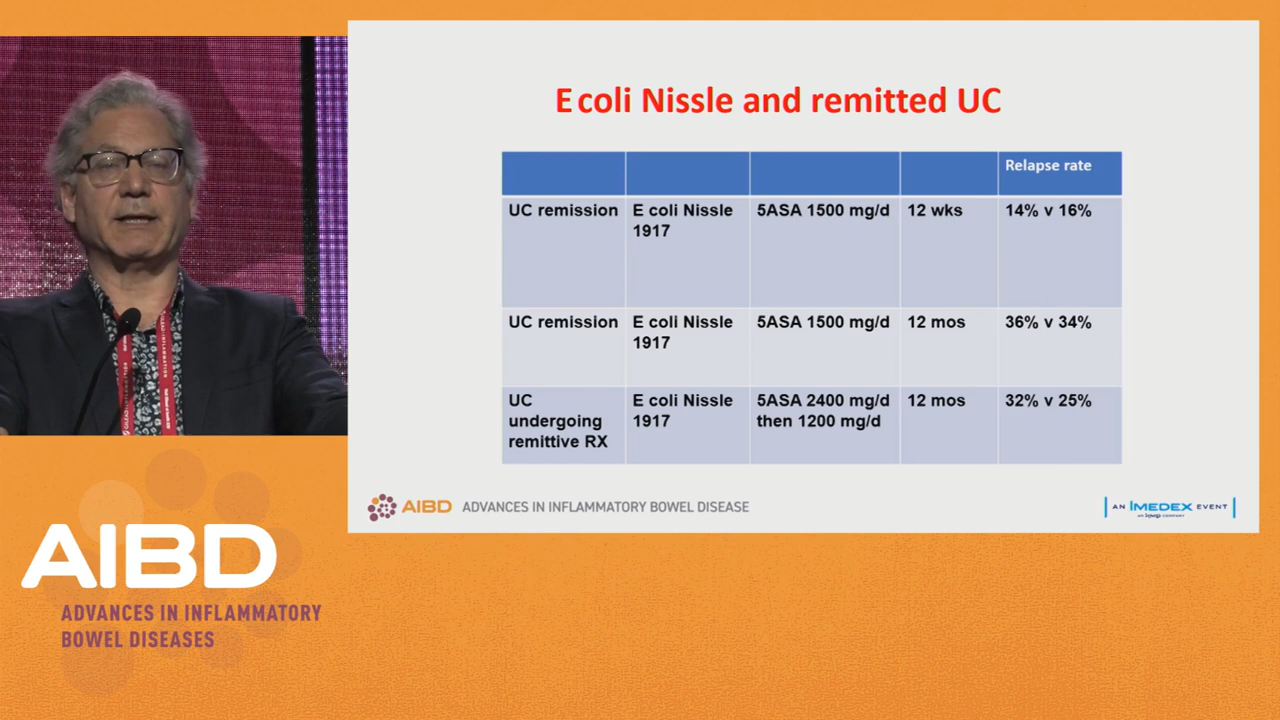 E coli Nissle and remitted UC
Relapse rate
UC remission
E coli Nissle
1917
5ASA 1500 mg/d
12 wks
14% v 16%
UC remission
E coli Nissle
1917
5ASA 1500 mg/d
12 mos
36% v 34%
UC
undergoing
remittive RX
E coli Nissle
1917
5ASA 2400 mg/d
then 1200 mg/d
12 mos
32% v 25%
AIBD ADVANCES IN INFLAMMATORY BOWEL DISEASE
AN IMEDEX EVENT
AIBD
ADVANCES IN INFLAMMATORY
BOWEL DISEASES